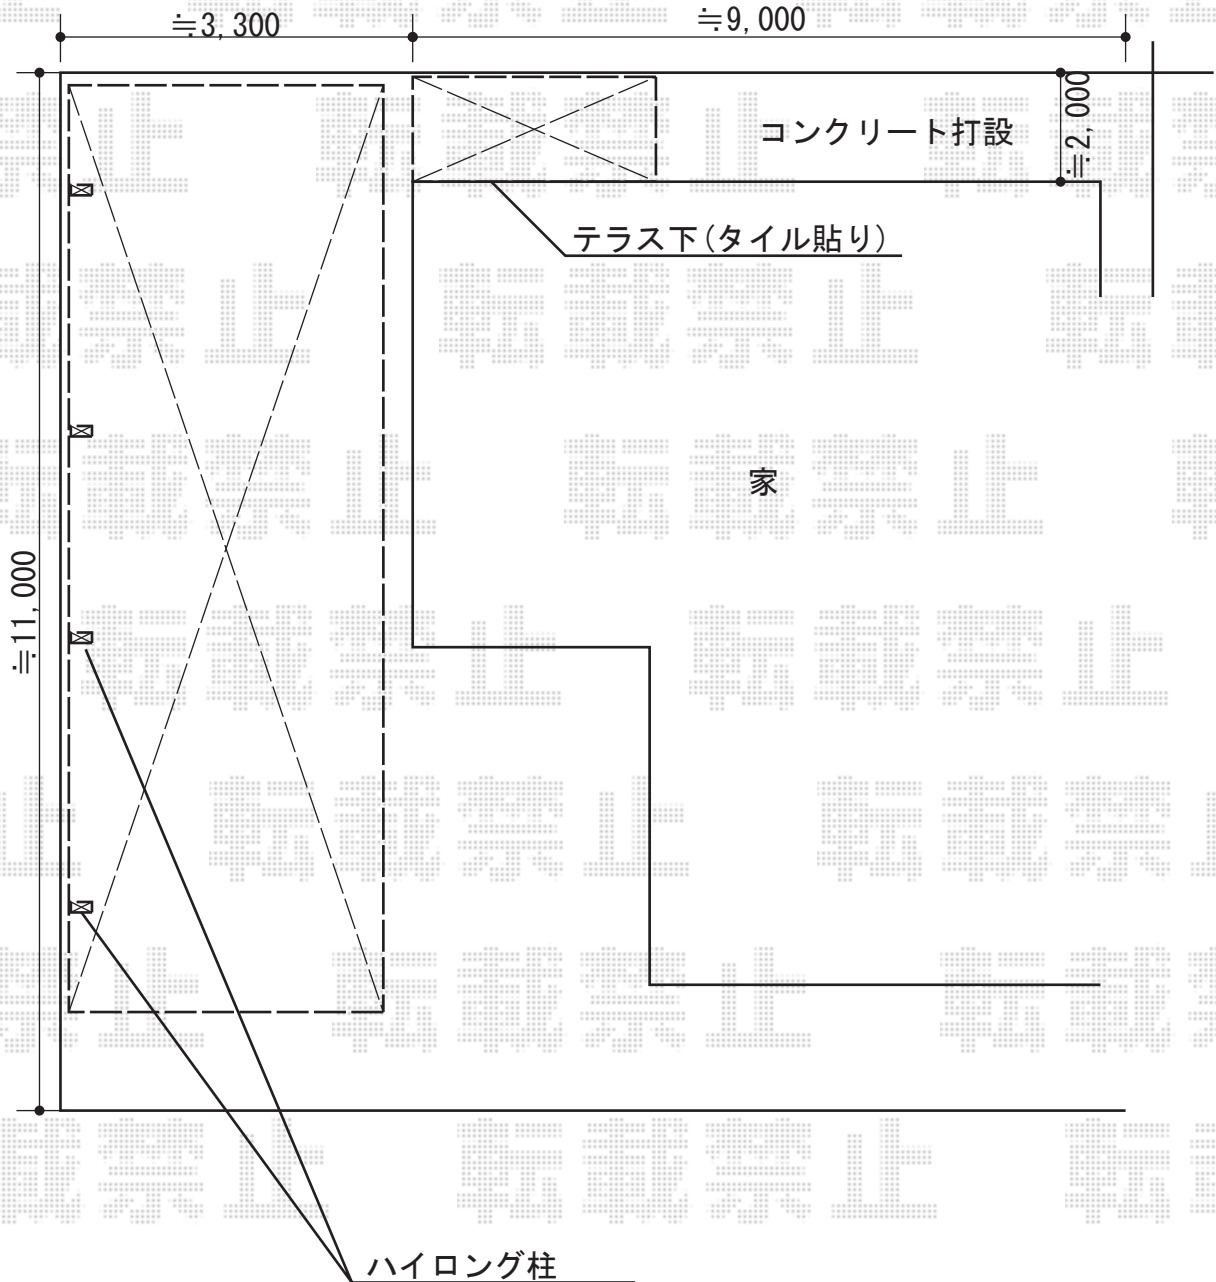 ≒3,300
≒9,000
≒2,000
コンクリート打設
テラス下(タイル貼り)
家
≒11,000
ハイロング柱
転載禁止